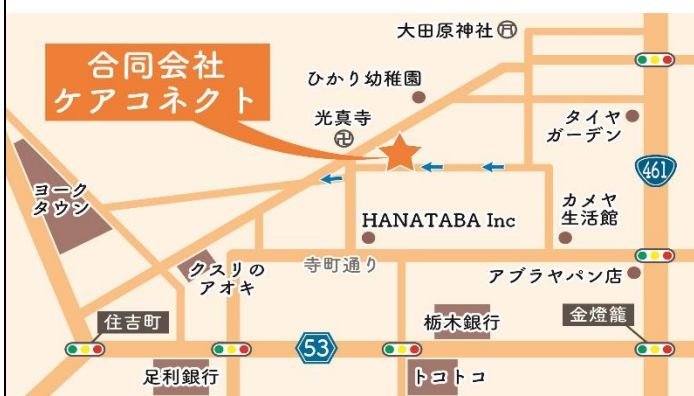 大田原神社
合同会社
ケアコネクト
ひかり幼稚園
光真寺
タイヤ
ガーデン
461
ヨーク
タウン
カメヤ
生活館
HANATABA Inc
クスリの
アオキ
寺町通り
アブラヤパン店
住吉町
栃木銀行
金燈籠
53
足利銀行
トコトコ